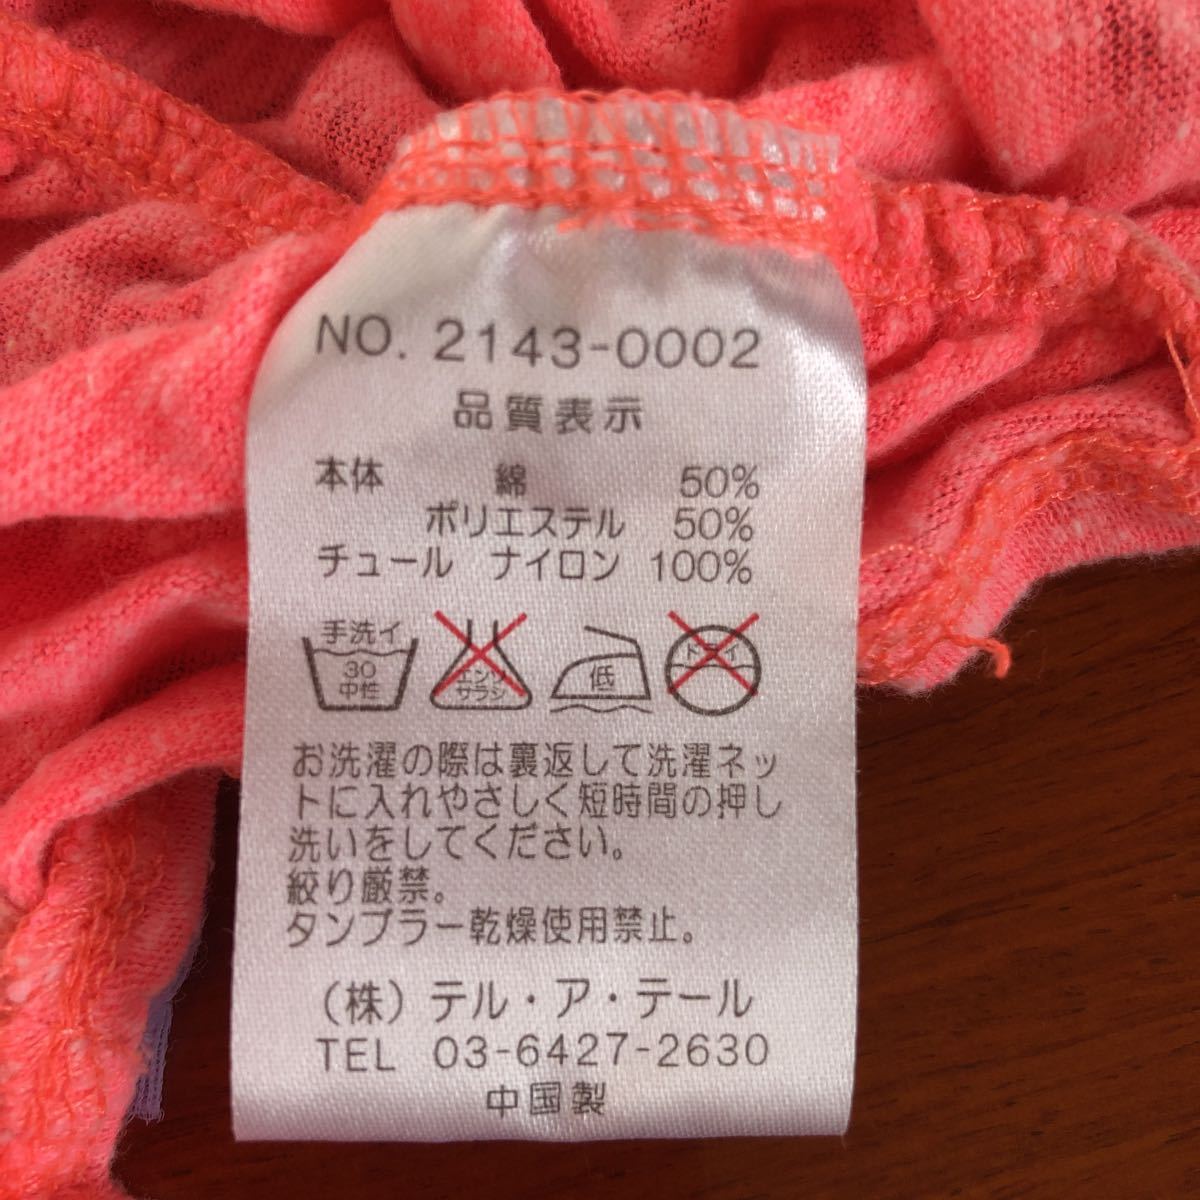 NO. 2143-0002
品質表示
本体 綿 50%
ポリエステル 50%
チュール ナイロン 100%
手洗イ 30 中性 エンソ サラシ 低 ドライ
お洗濯の際は裏返して洗濯ネッ
トに入れやさしく短時間の押し
洗いをしてください。
絞り厳禁。
タンブラー乾燥使用禁止。
(株) テル・ア・テール
TEL 03-6427-2630
中国製